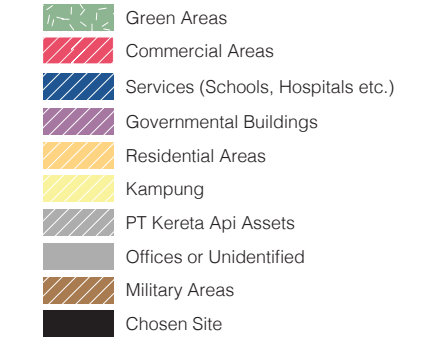 Green Areas
Commercial Areas
Services (Schools, Hospitals etc.)
Governmental Buildings
Residential Areas
Kampung
PT Kereta Api Assets
Offices or Unidentified
Military Areas
Chosen Site